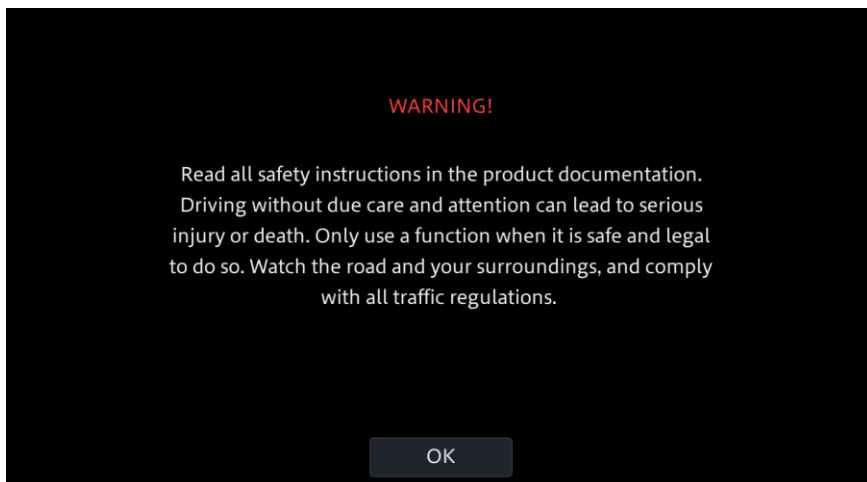 WARNING!
Read all safety instructions in the product documentation.
Driving without due care and attention can lead to serious
injury or death. Only use a function when it is safe and legal
to do so. Watch the road and your surroundings, and comply
with all traffic regulations.
OK